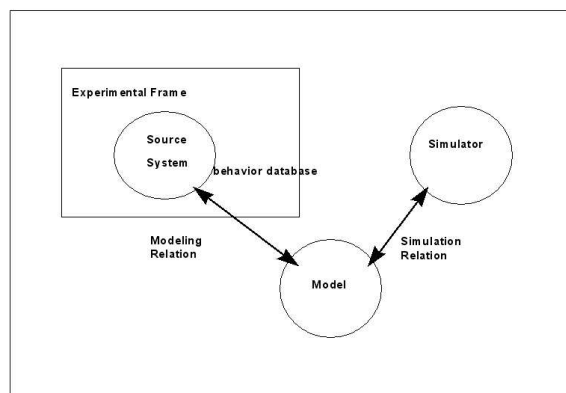 Experimental Frame
Source
System
behavior database
Simulator
Modeling
Relation
Simulation
Relation
Model